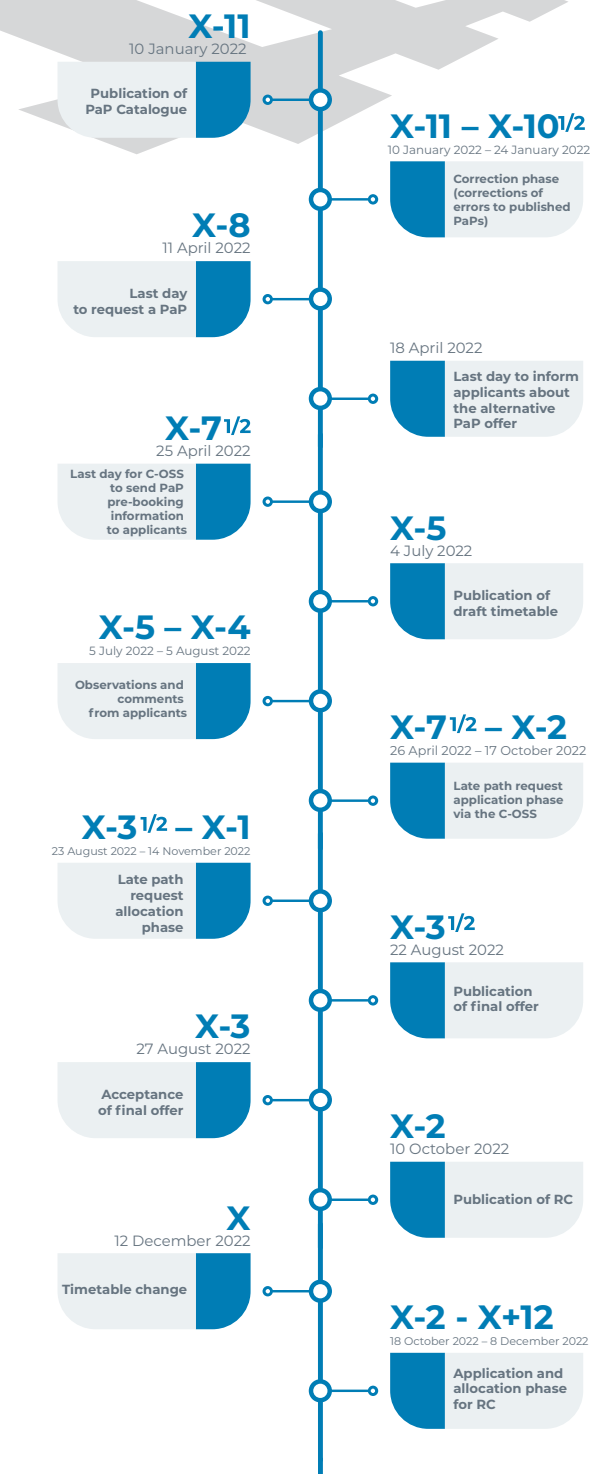 X-11
10 January 2022
Publication of
PaP Catalogue
X-11 – X-101/2
10 January 2022 – 24 January 2022
Correction phase
(corrections of
errors to published
PaPs)
X-8
11 April 2022
Last day
to request a PaP
18 April 2022
Last day to inform
applicants about
the alternative
PaP offer
X-7 1/2
25 April 2022
Last day for C-OSS
to send PaP
pre-booking
information
to applicants
X-5
4 July 2022
Publication of
draft timetable
X-5 – X-4
5 July 2022 – 5 August 2022
Observations and
comments
from applicants
X-7 1/2 – X-2
26 April 2022 – 17 October 2022
Late path request
application phase
via the C-OSS
X-3 1/2 – X-1
23 August 2022 – 14 November 2022
Late path
request
allocation
phase
X-3 1/2
22 August 2022
Publication
of final offer
X-3
27 August 2022
Acceptance
of final offer
X-2
10 October 2022
Publication of RC
X
12 December 2022
Timetable change
X-2 - X+12
18 October 2022 – 8 December 2022
Application and
allocation phase
for RC